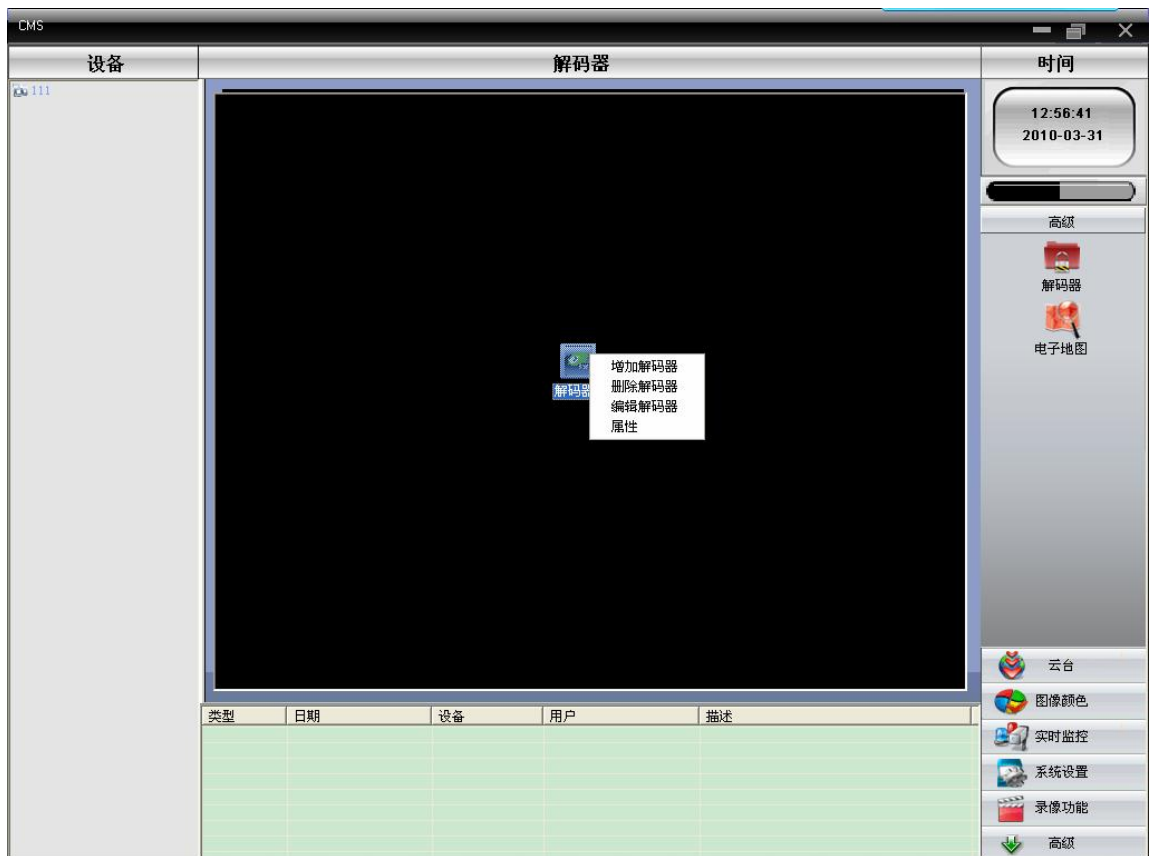 CMS
设备
解码器
时间
111
12:56:41
2010-03-31
高级
解码器
电子地图
解码器
增加解码器
删除解码器
编辑解码器
属性
云台
图像颜色
实时监控
系统设置
录像功能
高级
类型 日期 设备 用户 描述